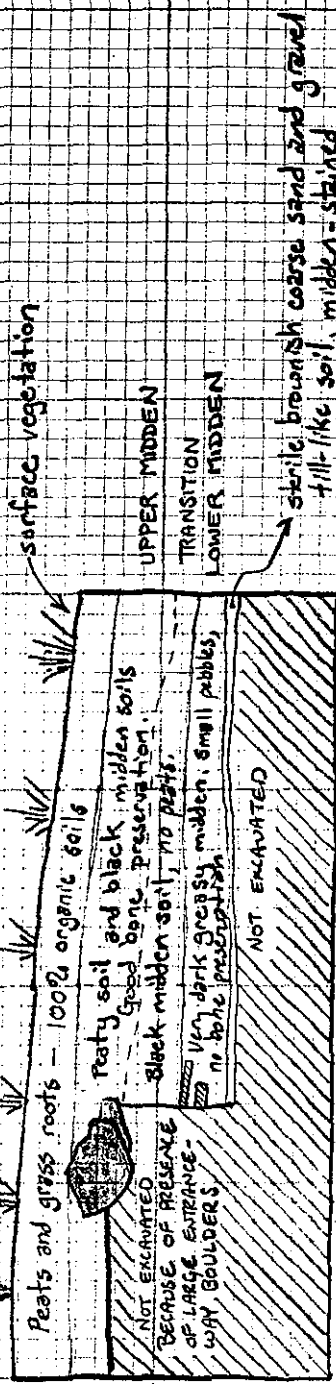 surface vegetation
Peats and grass roots – 100% organic soils
Peaty soil and black midden soils
Good bone preservation.
UPPER MIDDEN
Black midden soil, no peats.
TRANSITION
LOWER MIDDEN
Very dark greasy midden; small pebbles,
no bone preservation
NOT EXCAVATED
BECAUSE OF PRESENCE
OF LARGE ENTRANCE-
WAY BOULDERS
NOT EXCAVATED
sterile brownish coarse sand and gravel
till-like soil, midden-stained